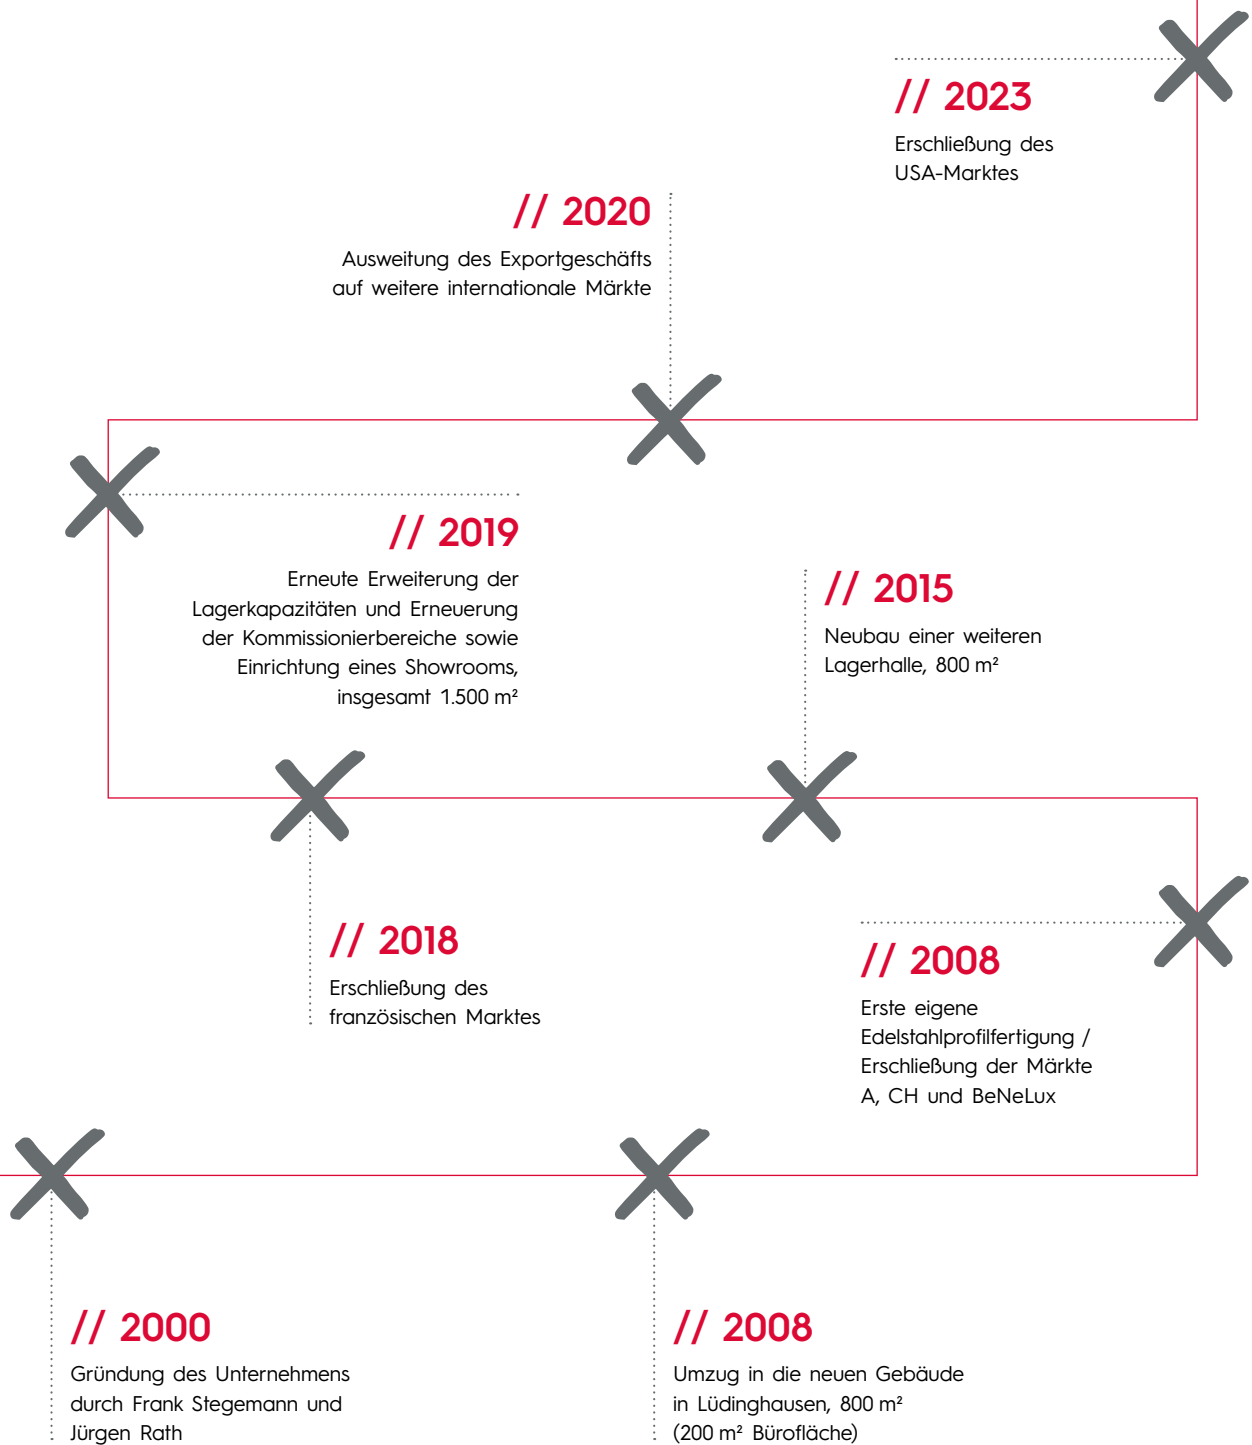 // 2023
Erschließung des
USA-Marktes
// 2020
Ausweitung des Exportgeschäfts
auf weitere internationale Märkte
// 2019
Erneute Erweiterung der
Lagerkapazitäten und Erneuerung
der Kommissionierbereiche sowie
Einrichtung eines Showrooms,
insgesamt 1.500 m²
// 2015
Neubau einer weiteren
Lagerhalle, 800 m²
// 2018
Erschließung des
französischen Marktes
// 2008
Erste eigene
Edelstahlprofilfertigung /
Erschließung der Märkte
A, CH und BeNeLux
// 2000
Gründung des Unternehmens
durch Frank Stegemann und
Jürgen Rath
// 2008
Umzug in die neuen Gebäude
in Lüdinghausen, 800 m²
(200 m² Bürofläche)